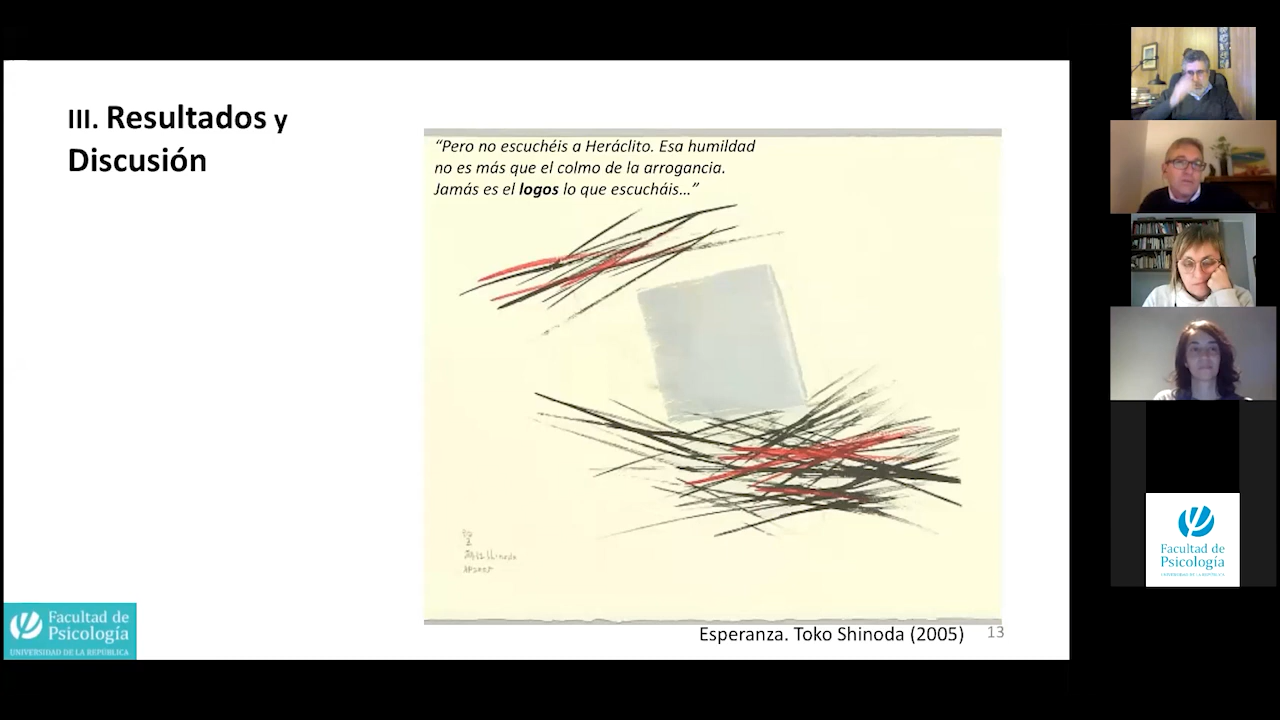 III. Resultados y
Discusión
“Pero no escuchéis a Heráclito. Esa humildad
no es más que el colmo de la arrogancia.
Jamás es el logos lo que escucháis…”
Esperanza. Toko Shinoda (2005)
13
Facultad de
Psicología
UNIVERSIDAD DE LA REPÚBLICA
Facultad de
Psicología